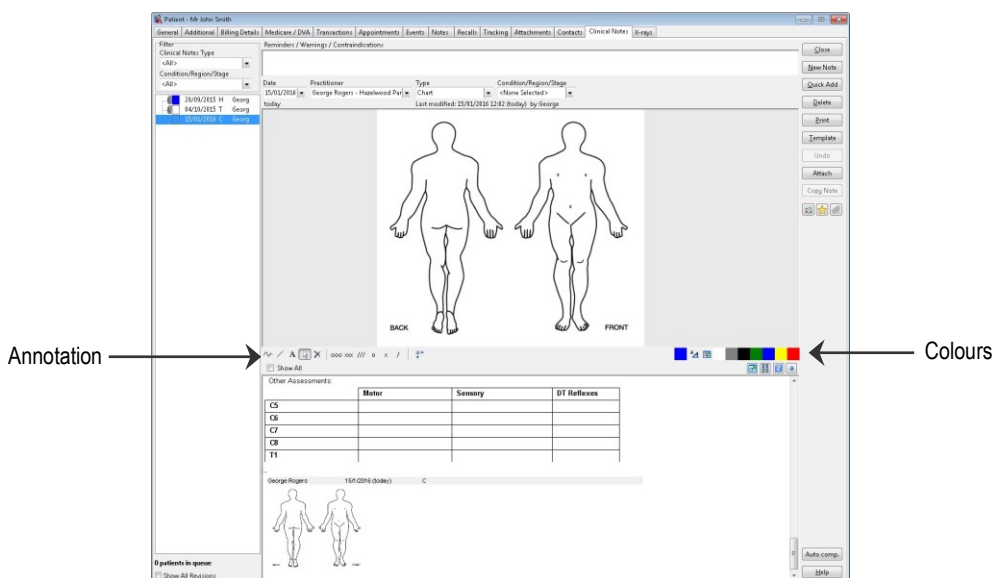 Patient - Mr John Smith
General Additional Billing Details Medicare / DVA Transactions Appointments Events Notes Recalls Tracking Attachments Contacts Clinical Notes X-rays
Filter
Clinical Notes Type
<All>
Condition/Region/Stage
<All>
28/09/2015 H Georg
04/10/2015 T Georg
15/01/2016 C Georg
Reminders / Warnings / Contraindications
Date Practitioner Type Condition/Region/Stage
15/01/2016 George Rogers - Hazelwood Par Chart <None Selected>
today Last modified: 15/01/2016 12:02 (today) by George
Close
New Note
Quick Add
Delete
Print
Template
Undo
Attach
Copy Note
BACK FRONT
Annotation
Colours
A ooo xxx /// o x /
Show All
Other Assessments:
Motor Sensory DT Reflexes
C5
C6
C7
C8
T1
George Rogers 15/1/2016 (today) C
0 patients in queue
Show All Revisions
Auto comp.
Help